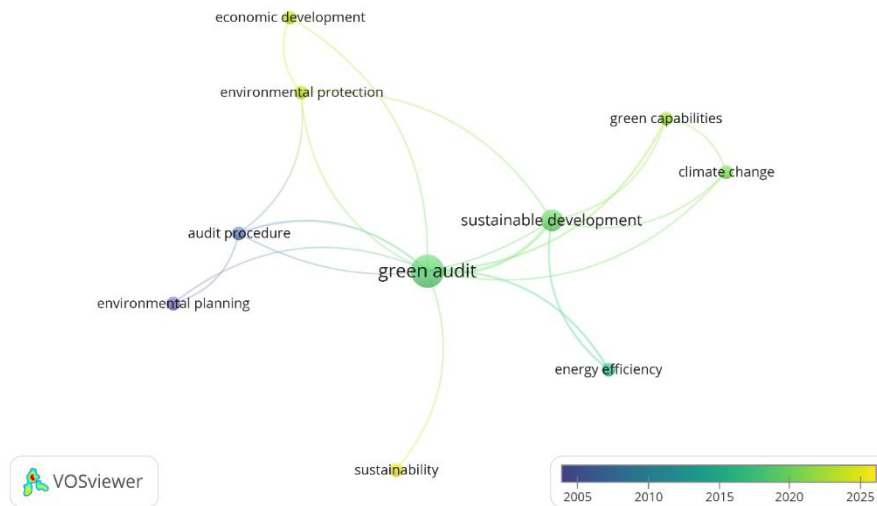 economic development
environmental protection
green capabilities
climate change
sustainable development
audit procedure
green audit
environmental planning
energy efficiency
sustainability
VOSviewer
2005 2010 2015 2020 2025